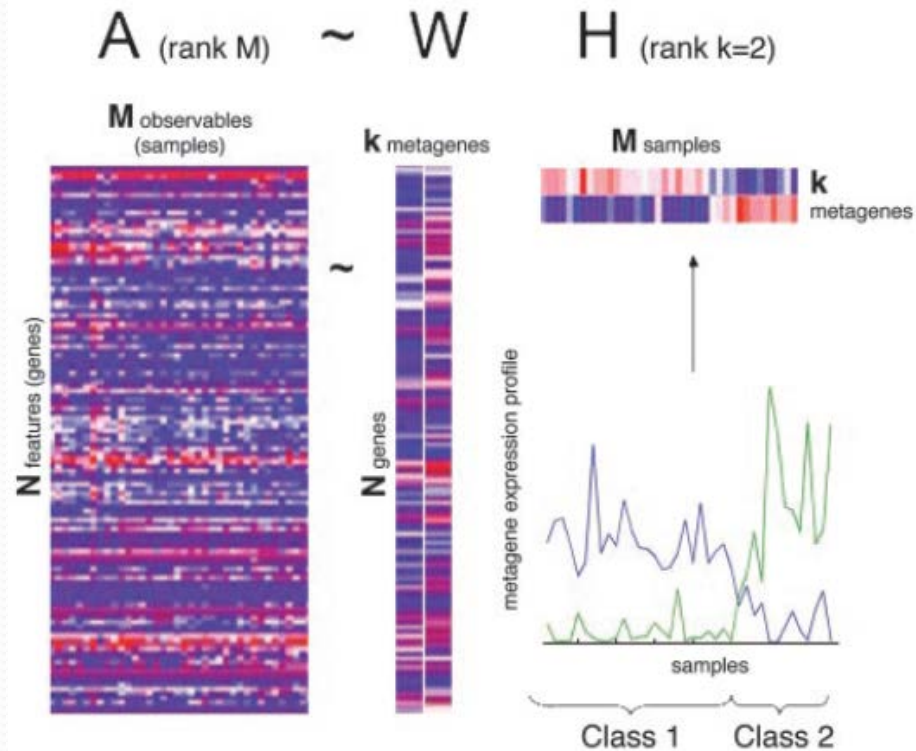 A (rank M) ~ W H (rank k=2)
M observables
(samples)
k metagenes
M samples
k
metagenes
~
N features (genes)
N genes
metagene expression profile
samples
Class 1 Class 2